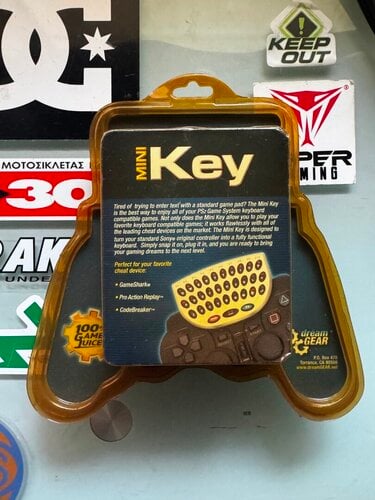 KEEP
OUT
ΜΟΤΟΣΙΚΛΕΤΑΣ
30
PER
MING
MINI
Key
Tired of trying to enter text with a standard game pad? The Mini Key
is the best way to enjoy all of your PS2 Game System keyboard
compatible games. Not only does the Mini Key allow you to play your
favorite keyboard compatible games; it works flawlessly with all of
the leading cheat devices on the market. The Mini Key is designed to
turn your standard Sony® original controller into a fully functional
keyboard. Simply snap it on, plug it in, and you are ready to bring
your gaming dreams to the next level.
Perfect for your favorite
cheat device:
• GameShark®
• Pro Action Replay™
• CodeBreaker™
RAK
UNDER
100%
GAME
JUICE
dream
GEAR
P.O. Box 478
Torrance, CA 90508
www.dreamGEAR.net